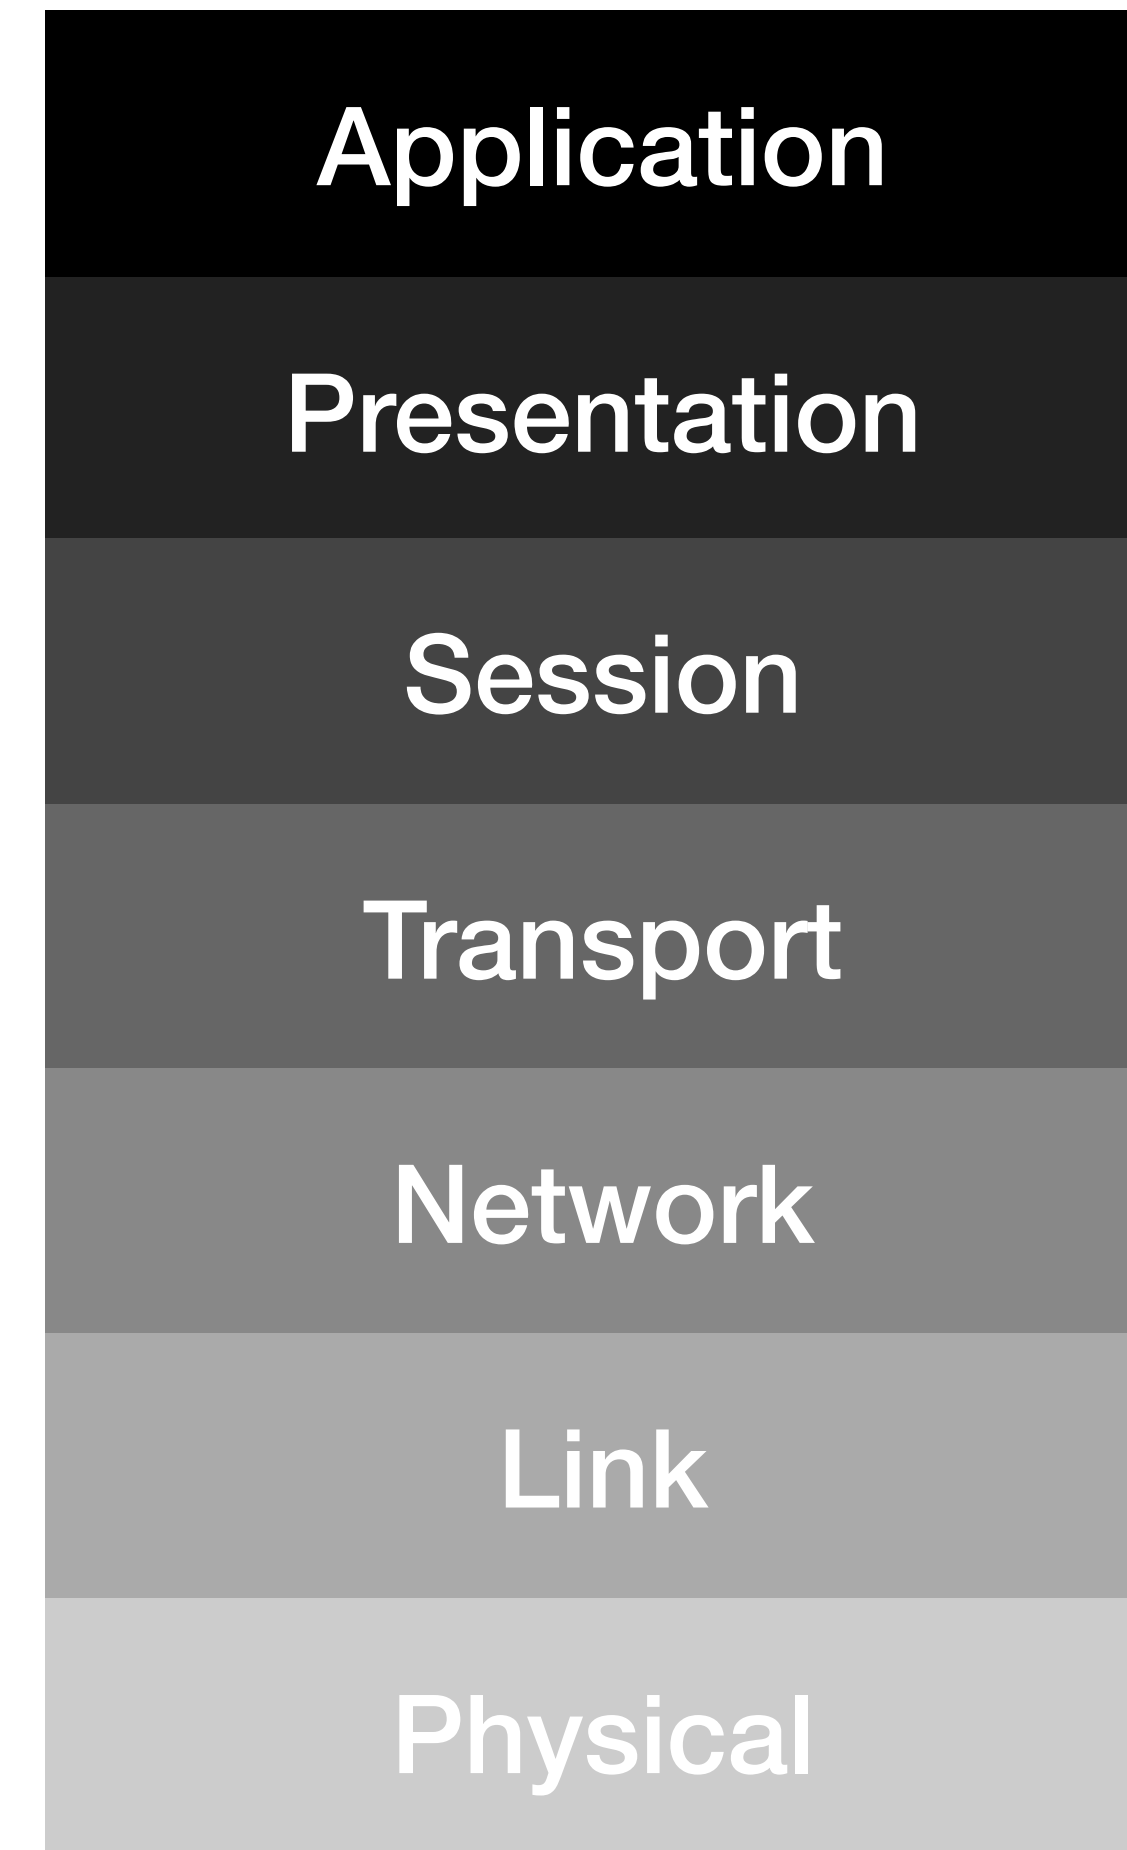 Application
Presentation
Session
Transport
Network
Link
Physical